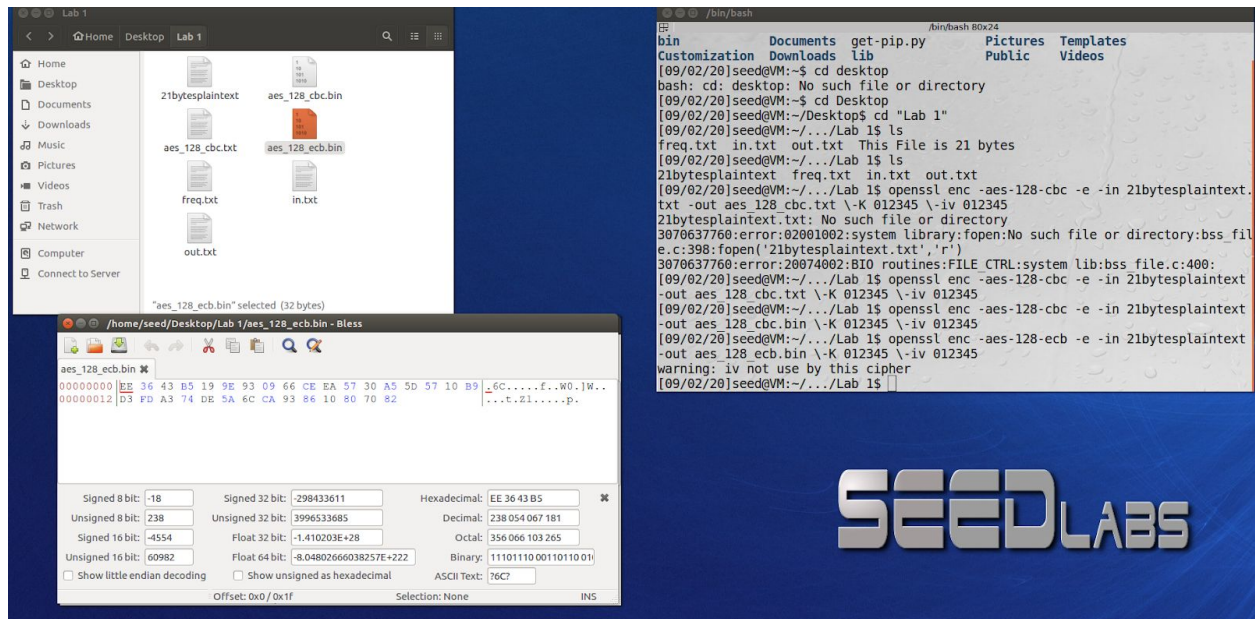 Lab 1
Home Desktop Lab 1
Home
Desktop
Documents
Downloads
Music
Pictures
Videos
Trash
Network
Computer
Connect to Server
21bytesplaintext
aes_128_cbc.bin
aes_128_cbc.txt
aes_128_ecb.bin
freq.txt
in.txt
out.txt
"aes_128_ecb.bin" selected (32 bytes)
/home/seed/Desktop/Lab 1/aes_128_ecb.bin - Bless
aes_128_ecb.bin
00000000 EE 36 43 B5 19 9E 93 09 66 CE EA 57 30 A5 5D 57 10 B9 .6C.....f..W0.]W..
00000012 D3 FD A3 74 DE 5A 6C CA 93 86 10 80 70 82 ...t.Zl.....p.
Signed 8 bit: -18 Signed 32 bit: -298433611 Hexadecimal: EE 36 43 B5
Unsigned 8 bit: 238 Unsigned 32 bit: 3996533685 Decimal: 238 054 067 181
Signed 16 bit: -4554 Float 32 bit: -1.410203E+28 Octal: 356 066 103 265
Unsigned 16 bit: 60982 Float 64 bit: -8.04802666038257E+222 Binary: 11101110 00110110 01
Show little endian decoding Show unsigned as hexadecimal ASCII Text: ?6C?
Offset: 0x0 / 0x1f Selection: None INS
/bin/bash
/bin/bash 80x24
bin Documents get-pip.py Pictures Templates
Customization Downloads lib Public Videos
[09/02/20]seed@VM:~$ cd desktop
bash: cd: desktop: No such file or directory
[09/02/20]seed@VM:~$ cd Desktop
[09/02/20]seed@VM:~/Desktop$ cd "Lab 1"
[09/02/20]seed@VM:~/.../Lab 1$ ls
freq.txt in.txt out.txt This File is 21 bytes
[09/02/20]seed@VM:~/.../Lab 1$ ls
21bytesplaintext freq.txt in.txt out.txt
[09/02/20]seed@VM:~/.../Lab 1$ openssl enc -aes-128-cbc -e -in 21bytesplaintext.
txt -out aes_128_cbc.txt \-K 012345 \-iv 012345
21bytesplaintext.txt: No such file or directory
3070637760:error:02001002:system library:fopen:No such file or directory:bss_fil
e.c:398:fopen('21bytesplaintext.txt','r')
3070637760:error:20074002:BIO routines:FILE_CTRL:system lib:bss_file.c:400:
[09/02/20]seed@VM:~/.../Lab 1$ openssl enc -aes-128-cbc -e -in 21bytesplaintext
-out aes_128_cbc.txt \-K 012345 \-iv 012345
[09/02/20]seed@VM:~/.../Lab 1$ openssl enc -aes-128-cbc -e -in 21bytesplaintext
-out aes_128_cbc.bin \-K 012345 \-iv 012345
[09/02/20]seed@VM:~/.../Lab 1$ openssl enc -aes-128-ecb -e -in 21bytesplaintext
-out aes_128_ecb.bin \-K 012345 \-iv 012345
warning: iv not use by this cipher
[09/02/20]seed@VM:~/.../Lab 1$
SEEDLABS